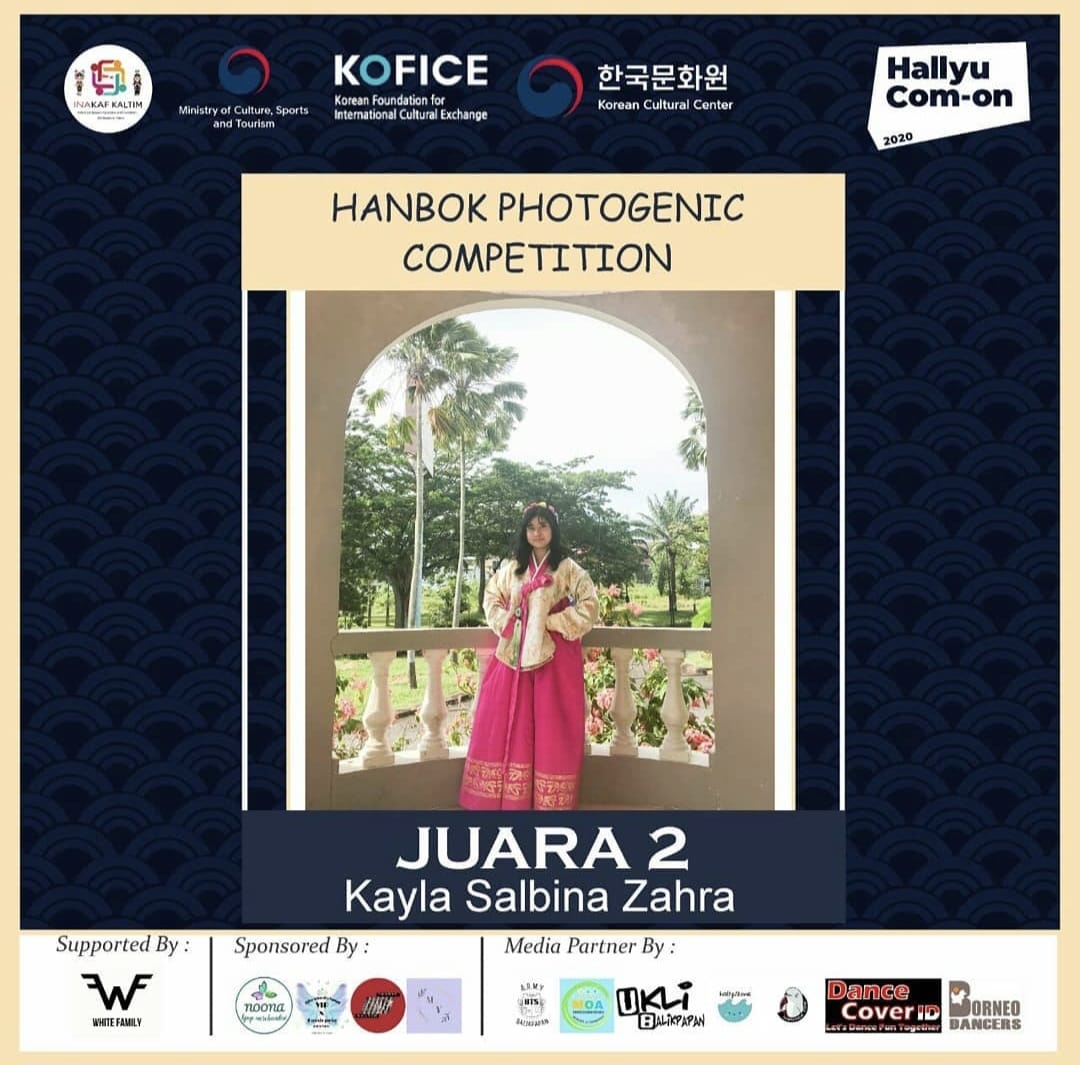 INAKAF KALTIM
Ministry of Culture, Sports
and Tourism
KOFICE
Korean Foundation for
International Cultural Exchange
한국문화원
Korean Cultural Center
Hallyu
Com-on
2020
HANBOK PHOTOGENIC
COMPETITION
JUARA 2
Kayla Salbina Zahra
Supported By :
Sponsored By :
Media Partner By :
WHITE FAMILY
noona
VIP
A.R.M.Y
BTS
BALIKPAPAN
MOA
UKLI
BALIKPAPAN
Dance
Cover ID
Let's Dance Fun Together
BORNEO
DANCERS